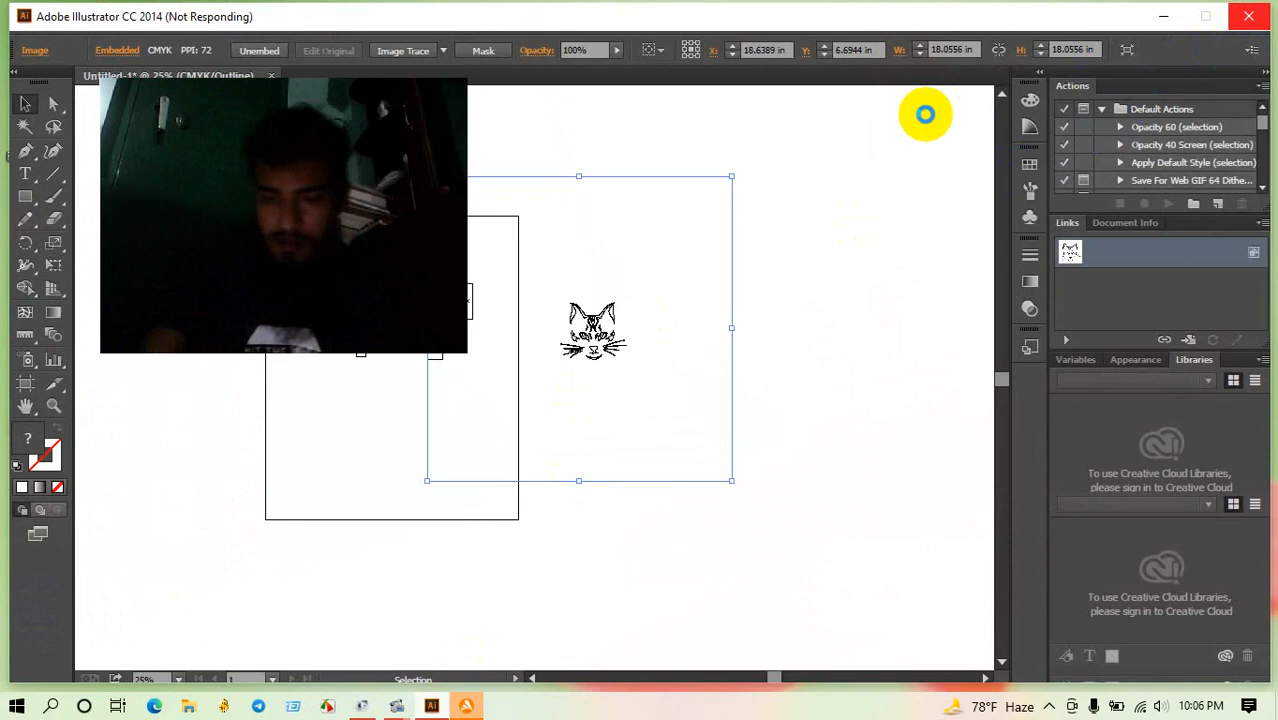 Ai Adobe Illustrator CC 2014 (Not Responding)
Image Embedded CMYK PPI: 72 Unembed Edit Original Image Trace Mask Opacity: 100% X: 18.6389 in Y: 6.6944 in W: 18.0556 in H: 18.0556 in
Untitled-1* @ 25% (CMYK/Outline)
Actions
Default Actions
Opacity 60 (selection)
Opacity 40 Screen (selection)
Apply Default Style (selection)
Save For Web GIF 64 Dithe...
Links Document Info
Variables Appearance Libraries
To use Creative Cloud Libraries,
please sign in to Creative Cloud
To use Creative Cloud Libraries,
please sign in to Creative Cloud
T
?
25% 1 Selection
Ai 78°F Haze 10:06 PM